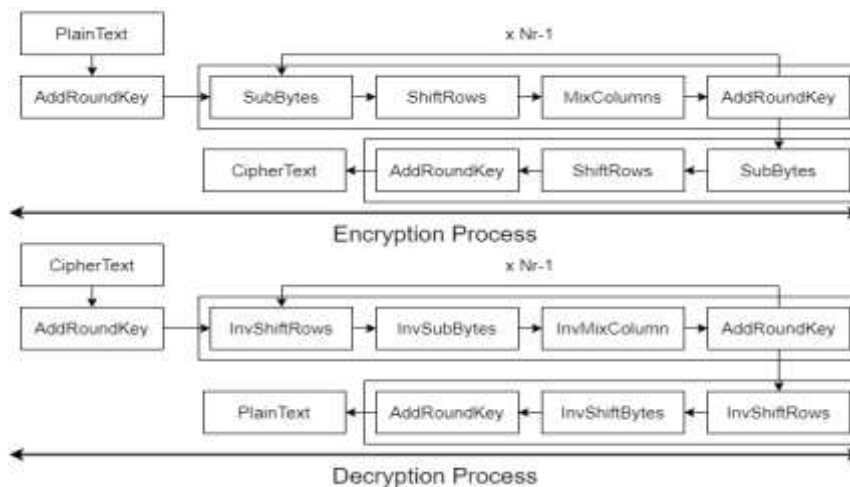 PlainText
x Nr-1
AddRoundKey
SubBytes
ShiftRows
MixColumns
AddRoundKey
CipherText
AddRoundKey
ShiftRows
SubBytes
Encryption Process
CipherText
x Nr-1
AddRoundKey
InvShiftRows
InvSubBytes
InvMixColumn
AddRoundKey
PlainText
AddRoundKey
InvShiftBytes
InvShiftRows
Decryption Process